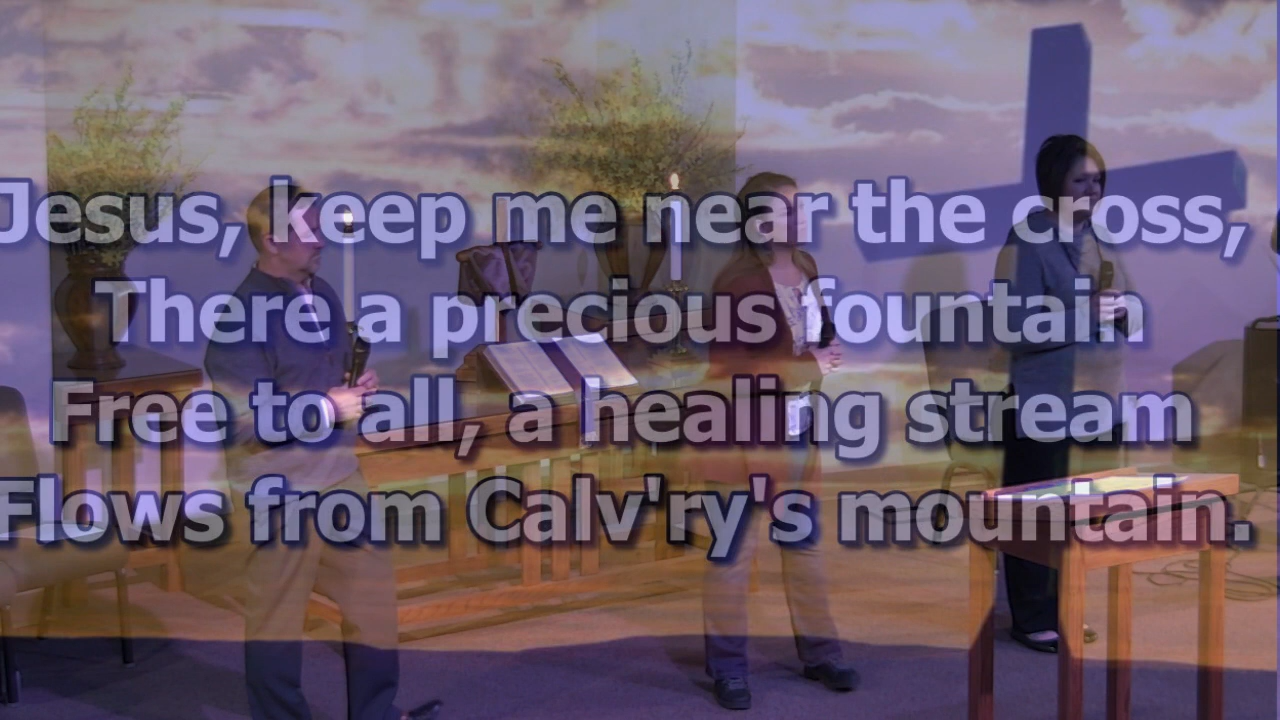 Jesus, keep me near the cross,
There a precious fountain
Free to all, a healing stream
Flows from Calv'ry's mountain.